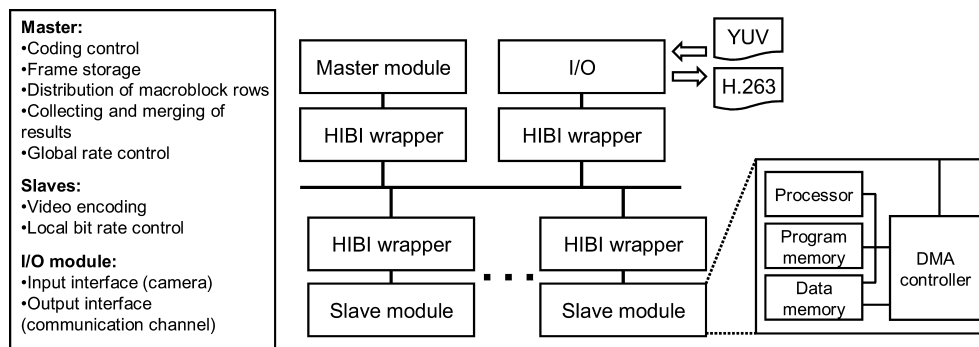 Master:
•Coding control
•Frame storage
•Distribution of macroblock rows
•Collecting and merging of
results
•Global rate control
Slaves:
•Video encoding
•Local bit rate control
I/O module:
•Input interface (camera)
•Output interface
(communication channel)
Master module
I/O
YUV
H.263
HIBI wrapper
HIBI wrapper
HIBI wrapper
HIBI wrapper
Slave module
Slave module
Processor
Program
memory
Data
memory
DMA
controller